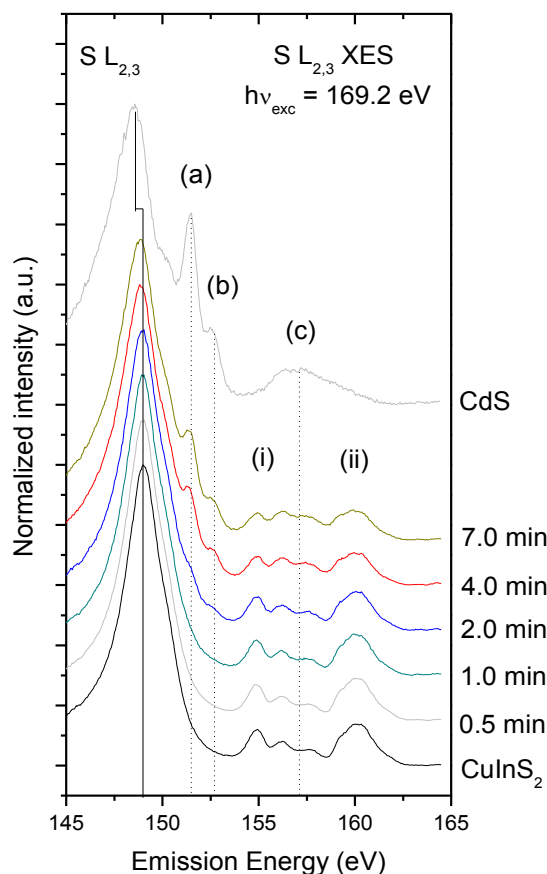 S L2,3
S L2,3 XES
hνexc = 169.2 eV
(a)
(b)
(c)
CdS
(i)
(ii)
7.0 min
4.0 min
2.0 min
1.0 min
0.5 min
CuInS2
Normalized intensity (a.u.)
145 150 155 160 165
Emission Energy (eV)